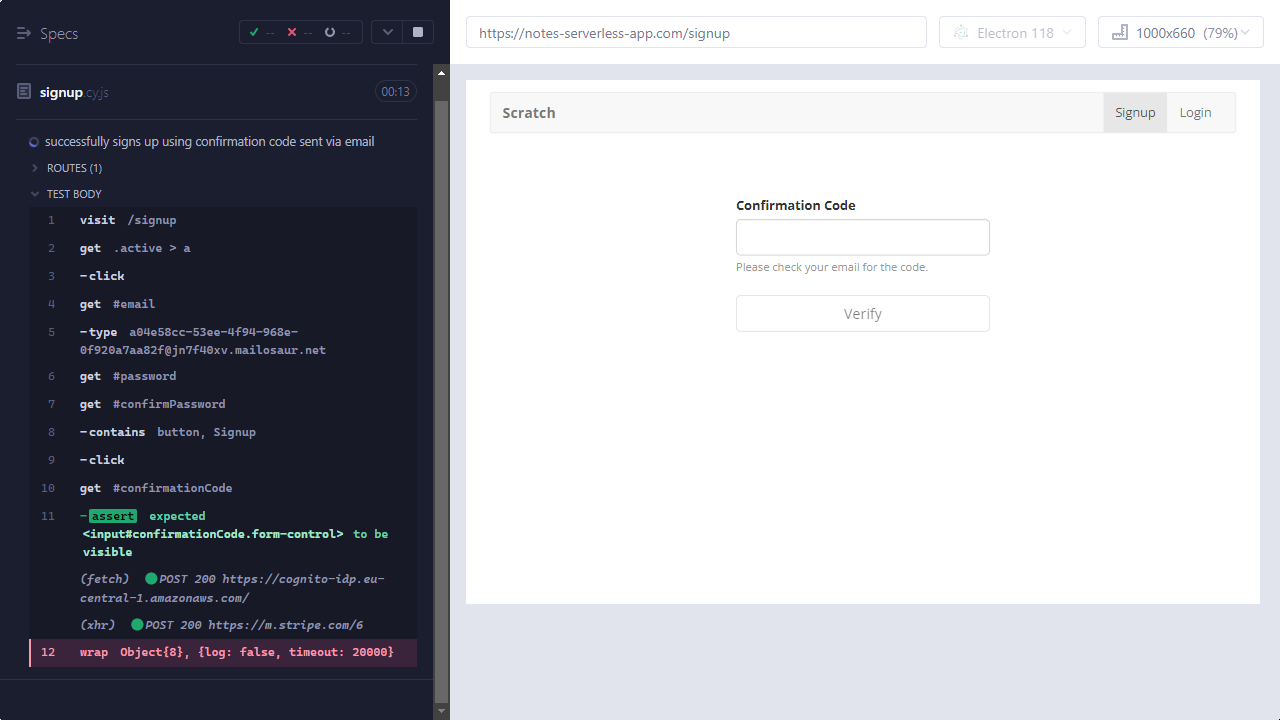 Specs
-- -- --
signup.cy.js 00:13
successfully signs up using confirmation code sent via email
ROUTES (1)
TEST BODY
1 visit /signup
2 get .active > a
3 -click
4 get #email
5 -type a04e58cc-53ee-4f94-968e-
0f920a7aa82f@jn7f40xv.mailosaur.net
6 get #password
7 get #confirmPassword
8 -contains button, Signup
9 -click
10 get #confirmationCode
11 -assert expected
<input#confirmationCode.form-control> to be
visible
(fetch) POST 200 https://cognito-idp.eu-
central-1.amazonaws.com/
(xhr) POST 200 https://m.stripe.com/6
12 wrap Object{8}, {log: false, timeout: 20000}
https://notes-serverless-app.com/signup
Electron 118
1000x660 (79%)
Scratch
Signup
Login
Confirmation Code
Please check your email for the code.
Verify